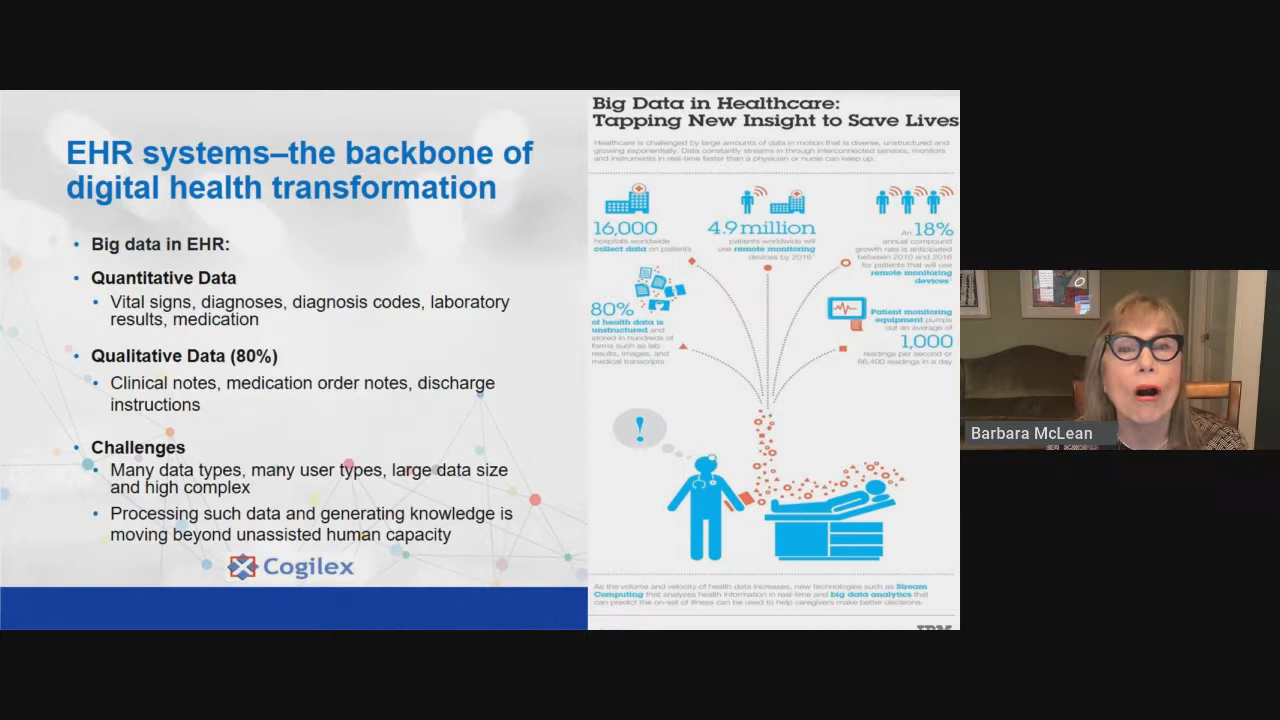 EHR systems–the backbone of
digital health transformation
• Big data in EHR:
• Quantitative Data
• Vital signs, diagnoses, diagnosis codes, laboratory
results, medication
• Qualitative Data (80%)
• Clinical notes, medication order notes, discharge
instructions
• Challenges
• Many data types, many user types, large data size
and high complex
• Processing such data and generating knowledge is
moving beyond unassisted human capacity
Cogilex
Big Data in Healthcare:
Tapping New Insight to Save Lives
Healthcare is challenged by large amounts of data in motion that is diverse, unstructured and
growing exponentially. Data constantly streams in through interconnected sensors, monitors
and instruments in real-time faster than a physician or nurse can keep up.
16,000
hospitals worldwide
collect data on patients
4.9 million
patients worldwide will
use remote monitoring
devices by 2016
An 18%
annual compound
growth rate is anticipated
between 2010 and 2016
for patients that will use
remote monitoring
devices
80%
of health data is
unstructured and
stored in hundreds of
forms such as lab
results, images, and
medical transcripts
Patient monitoring
equipment pumps
out an average of
1,000
readings per second or
86,400 readings in a day
!
As the volume and velocity of health data increases, new technologies such as Stream
Computing that analyzes health information in real-time and big data analytics that
can predict the on-set of illness can be used to help caregivers make better decisions.
IBM
Barbara McLean